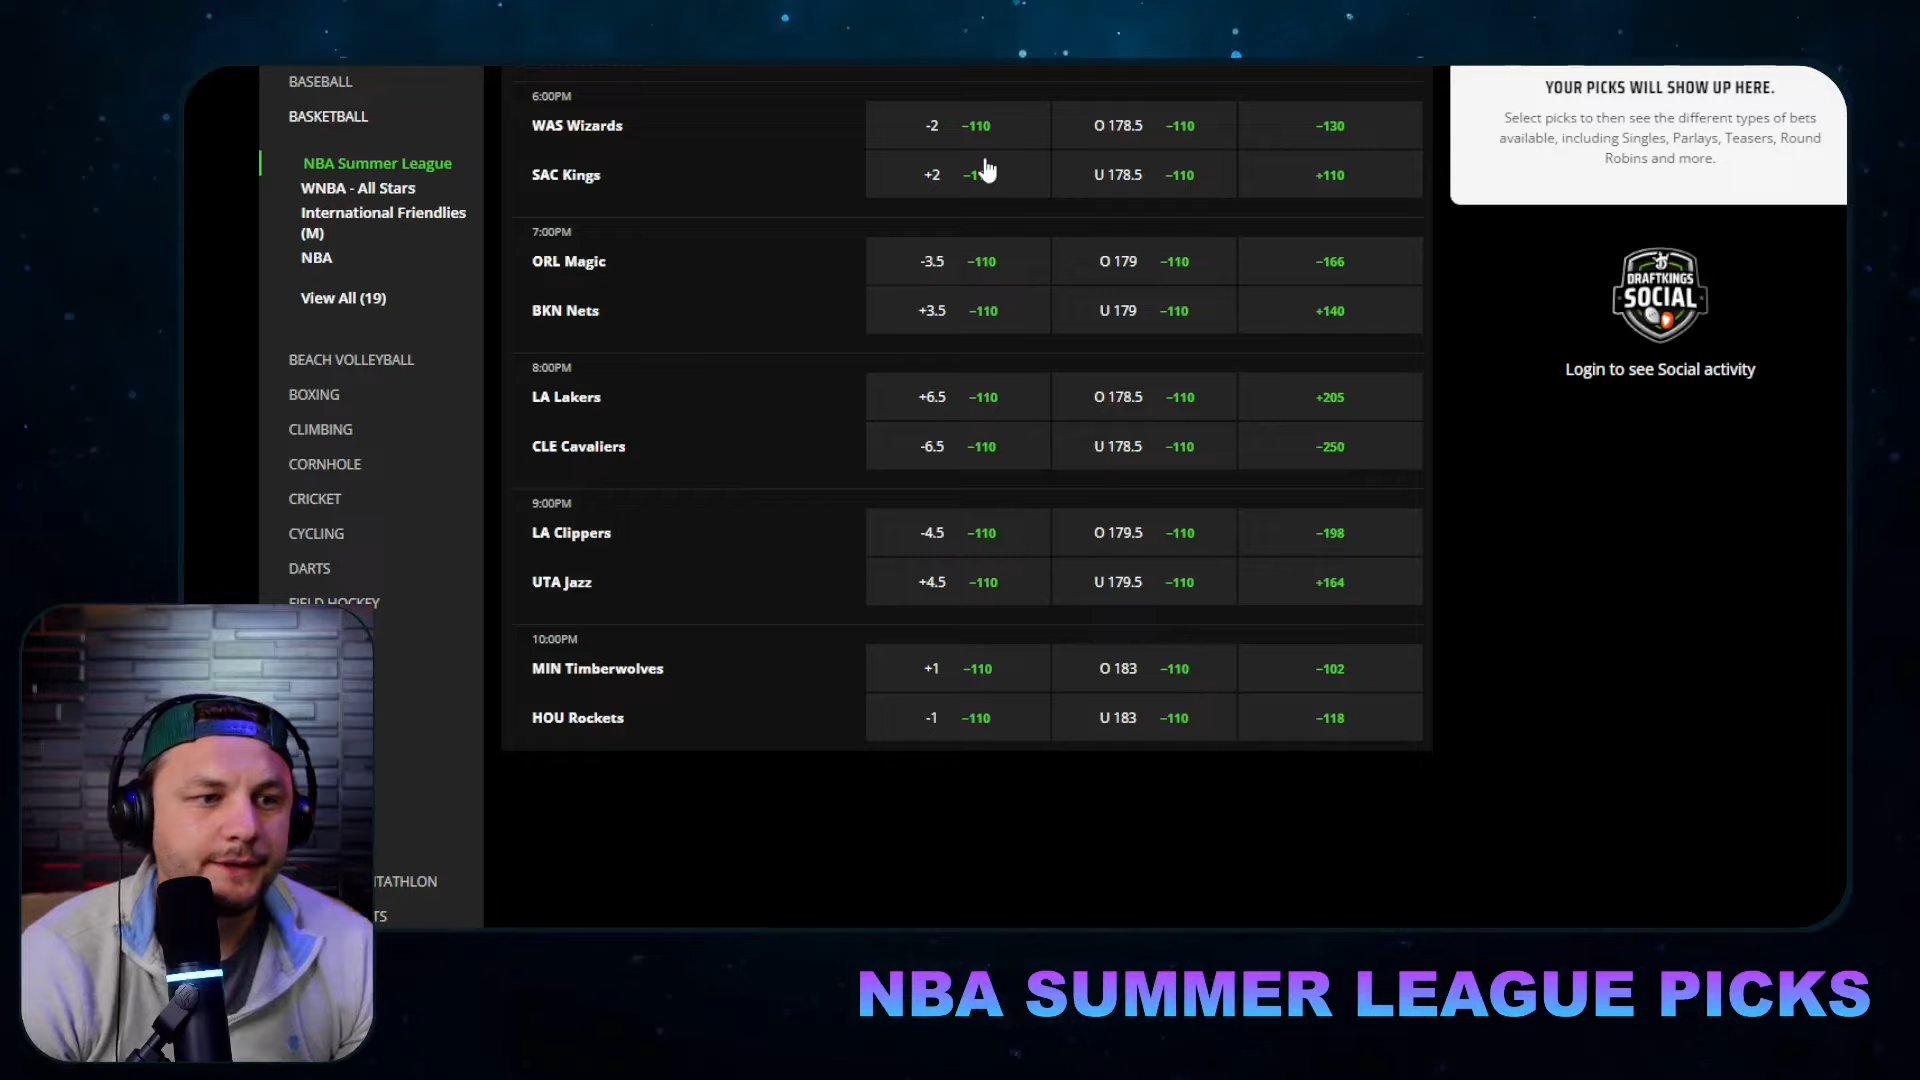 BASEBALL
BASKETBALL
NBA Summer League
WNBA - All Stars
International Friendlies
(M)
NBA
View All (19)
BEACH VOLLEYBALL
BOXING
CLIMBING
CORNHOLE
CRICKET
CYCLING
DARTS
FIELD HOCKEY
TATHLON
TS
6:00PM
WAS Wizards -2 −110 O 178.5 −110 −130
SAC Kings +2 U 178.5 −110 +110
7:00PM
ORL Magic -3.5 −110 O 179 −110 −166
BKN Nets +3.5 −110 U 179 −110 +140
8:00PM
LA Lakers +6.5 −110 O 178.5 −110 +205
CLE Cavaliers -6.5 −110 U 178.5 −110 −250
9:00PM
LA Clippers -4.5 −110 O 179.5 −110 −198
UTA Jazz +4.5 −110 U 179.5 −110 +164
10:00PM
MIN Timberwolves +1 −110 O 183 −110 −102
HOU Rockets -1 −110 U 183 −110 −118
YOUR PICKS WILL SHOW UP HERE.
Select picks to then see the different types of bets
available, including Singles, Parlays, Teasers, Round
Robins and more.
DRAFTKINGS
SOCIAL
Login to see Social activity
NBA SUMMER LEAGUE PICKS